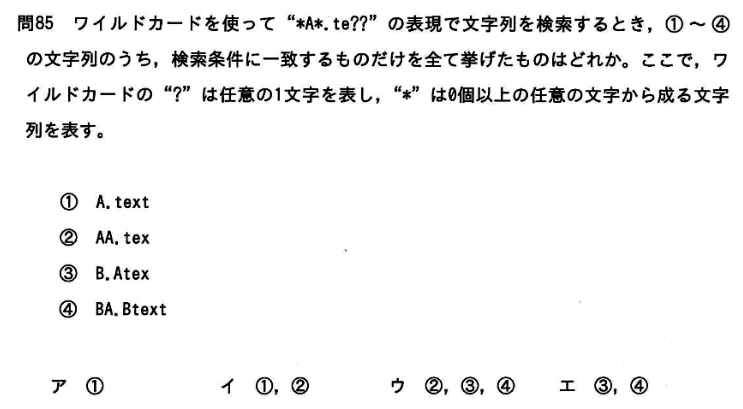 問85 ワイルドカードを使って“*A*.te??”の表現で文字列を検索するとき，①～④
の文字列のうち，検索条件に一致するものだけを全て挙げたものはどれか。ここで，ワ
イルドカードの“?”は任意の1文字を表し，“*”は0個以上の任意の文字から成る文字
列を表す。
① A.text
② AA.tex
③ B.Atex
④ BA.Btext
ア ① イ ①，② ウ ②，③，④ エ ③，④